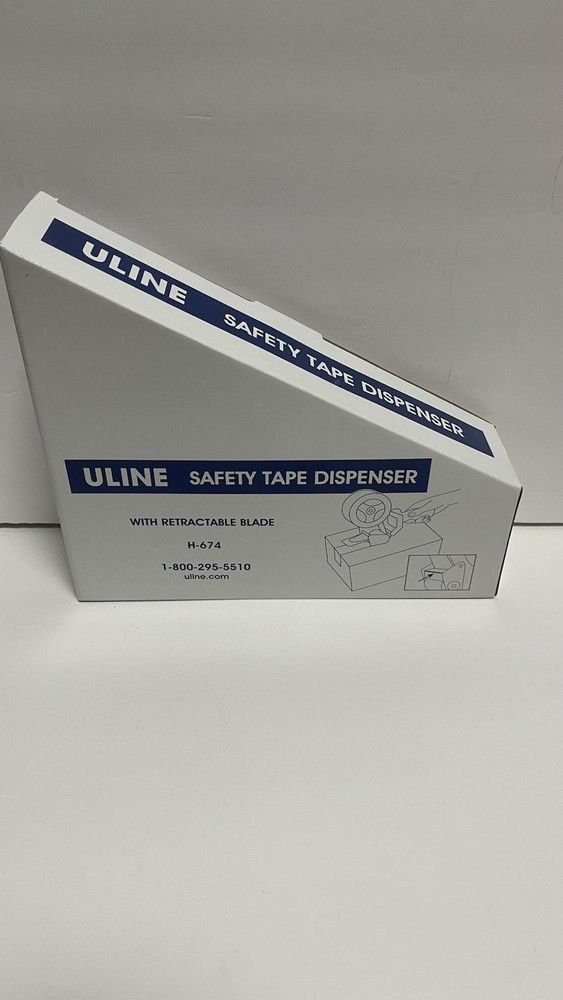 ULINE SAFETY TAPE DISPENSER
ULINE SAFETY TAPE DISPENSER
WITH RETRACTABLE BLADE
H-674
1-800-295-5510
uline.com